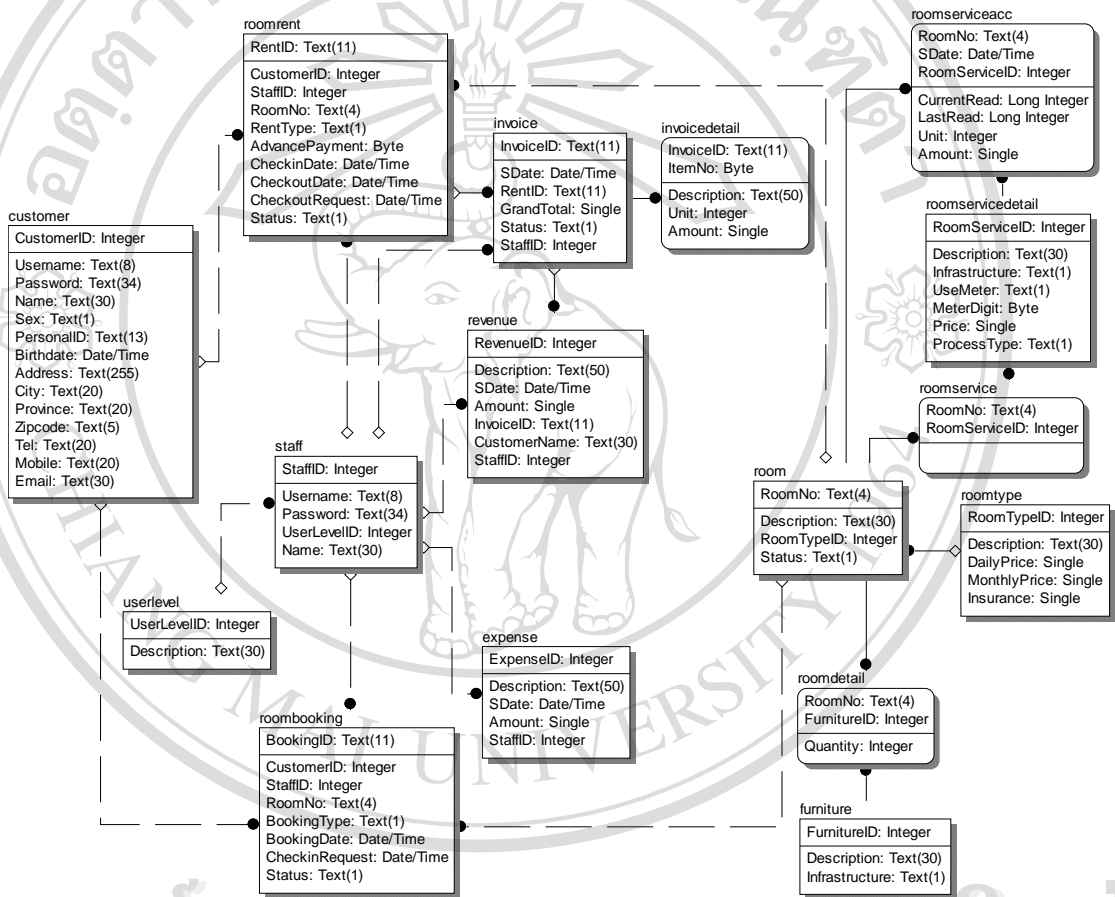 roomrent
RentID: Text(11)
CustomerID: Integer
StaffID: Integer
RoomNo: Text(4)
RentType: Text(1)
AdvancePayment: Byte
CheckinDate: Date/Time
CheckoutDate: Date/Time
CheckoutRequest: Date/Time
Status: Text(1)
roomserviceacc
RoomNo: Text(4)
SDate: Date/Time
RoomServiceID: Integer
CurrentRead: Long Integer
LastRead: Long Integer
Unit: Integer
Amount: Single
invoice
InvoiceID: Text(11)
SDate: Date/Time
RentID: Text(11)
GrandTotal: Single
Status: Text(1)
StaffID: Integer
invoicedetail
InvoiceID: Text(11)
ItemNo: Byte
Description: Text(50)
Unit: Integer
Amount: Single
customer
CustomerID: Integer
Username: Text(8)
Password: Text(34)
Name: Text(30)
Sex: Text(1)
PersonalID: Text(13)
Birthdate: Date/Time
Address: Text(255)
City: Text(20)
Province: Text(20)
Zipcode: Text(5)
Tel: Text(20)
Mobile: Text(20)
Email: Text(30)
roomservicedetail
RoomServiceID: Integer
Description: Text(30)
Infrastructure: Text(1)
UseMeter: Text(1)
MeterDigit: Byte
Price: Single
ProcessType: Text(1)
revenue
RevenueID: Integer
Description: Text(50)
SDate: Date/Time
Amount: Single
InvoiceID: Text(11)
CustomerName: Text(30)
StaffID: Integer
roomservice
RoomNo: Text(4)
RoomServiceID: Integer
staff
StaffID: Integer
Username: Text(8)
Password: Text(34)
UserLevelID: Integer
Name: Text(30)
room
RoomNo: Text(4)
Description: Text(30)
RoomTypeID: Integer
Status: Text(1)
roomtype
RoomTypeID: Integer
Description: Text(30)
DailyPrice: Single
MonthlyPrice: Single
Insurance: Single
userlevel
UserLevelID: Integer
Description: Text(30)
expense
ExpenseID: Integer
Description: Text(50)
SDate: Date/Time
Amount: Single
StaffID: Integer
roomdetail
RoomNo: Text(4)
FurnitureID: Integer
Quantity: Integer
roombooking
BookingID: Text(11)
CustomerID: Integer
StaffID: Integer
RoomNo: Text(4)
BookingType: Text(1)
BookingDate: Date/Time
CheckinRequest: Date/Time
Status: Text(1)
furniture
FurnitureID: Integer
Description: Text(30)
Infrastructure: Text(1)
CHIANG MAI UNIVERSITY 1964